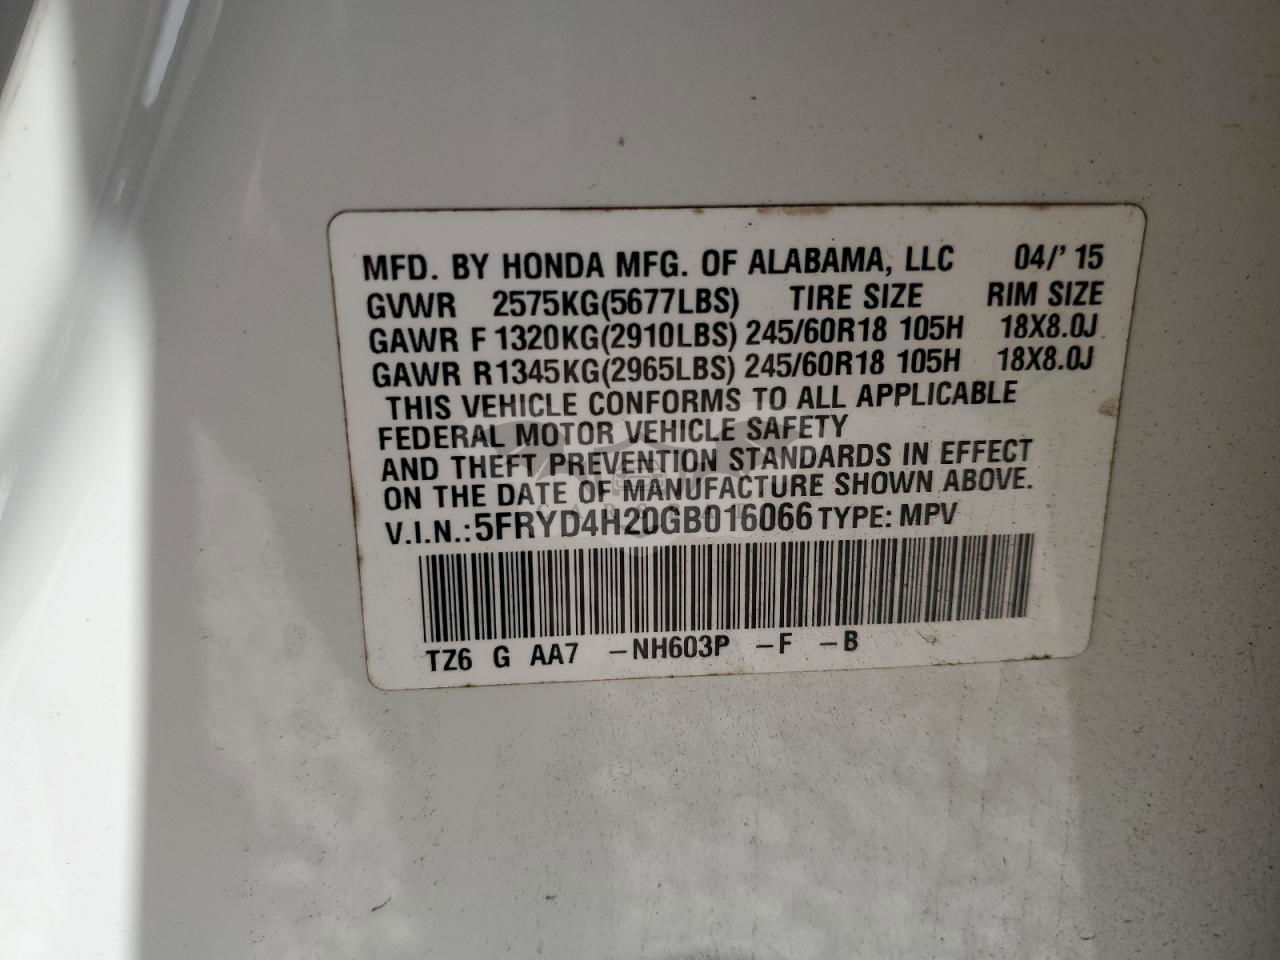 MFD. BY HONDA MFG. OF ALABAMA, LLC 04/'15
GVWR 2575KG(5677LBS) TIRE SIZE RIM SIZE
GAWR F 1320KG(2910LBS) 245/60R18 105H 18X8.0J
GAWR R1345KG(2965LBS) 245/60R18 105H 18X8.0J
THIS VEHICLE CONFORMS TO ALL APPLICABLE
FEDERAL MOTOR VEHICLE SAFETY
AND THEFT PREVENTION STANDARDS IN EFFECT
ON THE DATE OF MANUFACTURE SHOWN ABOVE.
V.I.N.:5FRYD4H20GB016066 TYPE: MPV
TZ6 G AA7 -NH603P -F -B